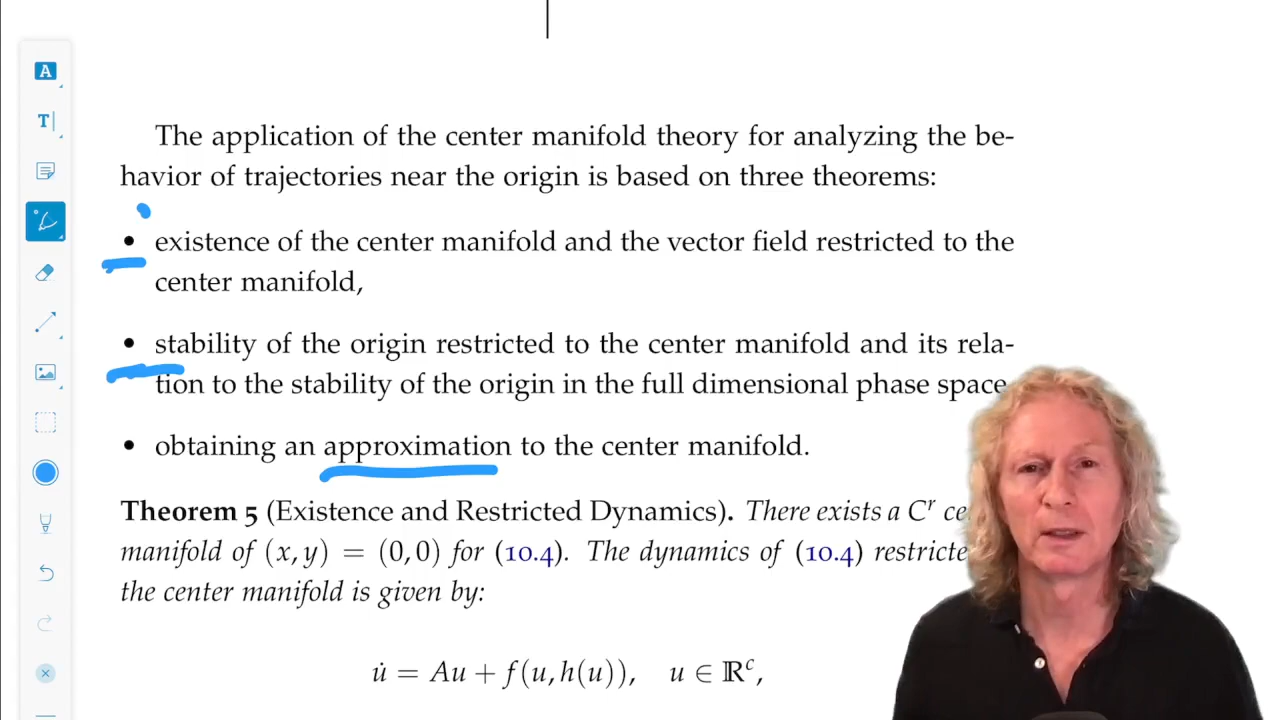 A
T
The application of the center manifold theory for analyzing the be-
havior of trajectories near the origin is based on three theorems:
• existence of the center manifold and the vector field restricted to the
center manifold,
• stability of the origin restricted to the center manifold and its rela-
tion to the stability of the origin in the full dimensional phase space
• obtaining an approximation to the center manifold.
Theorem 5 (Existence and Restricted Dynamics). There exists a Cʳ ce
manifold of (x, y) = (0, 0) for (10.4). The dynamics of (10.4) restricte
the center manifold is given by:
u̇ = Au + f(u, h(u)), u ∈ ℝᶜ,